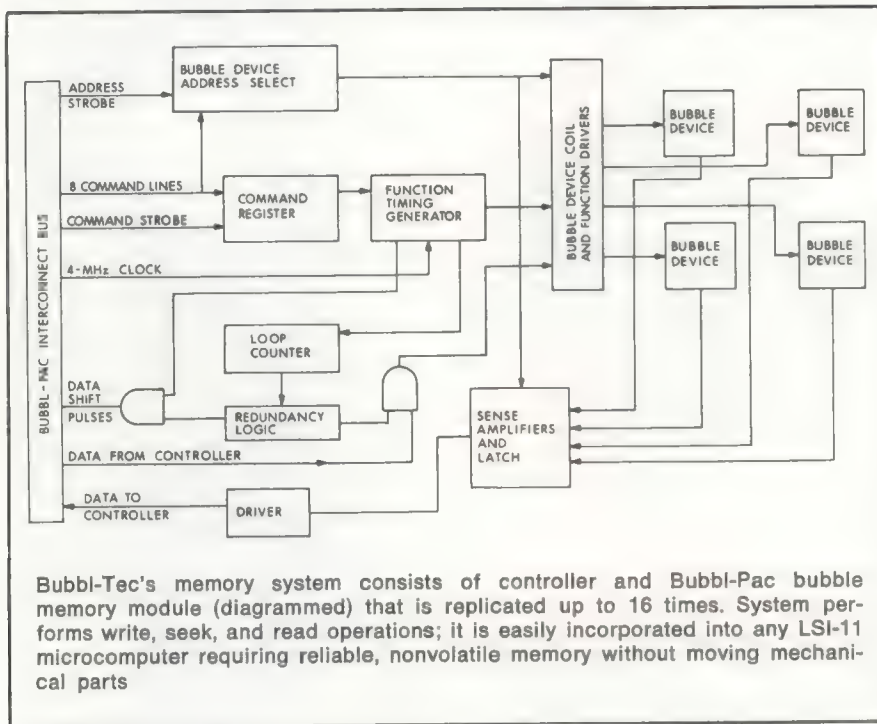 BUBBLE DEVICE
ADDRESS SELECT
ADDRESS
STROBE
8 COMMAND LINES
COMMAND
REGISTER
COMMAND STROBE
FUNCTION
TIMING
GENERATOR
4-MHz CLOCK
BUBBL-PAC INTERCONNECT BUS
LOOP
COUNTER
DATA
SHIFT
PULSES
REDUNDANCY
LOGIC
DATA FROM CONTROLLER
DATA TO
CONTROLLER
DRIVER
BUBBLE DEVICE COIL
AND FUNCTION DRIVERS
BUBBLE
DEVICE
BUBBLE
DEVICE
BUBBLE
DEVICE
BUBBLE
DEVICE
SENSE
AMPLIFIERS
AND
LATCH
Bubbl-Tec's memory system consists of controller and Bubbl-Pac bubble
memory module (diagrammed) that is replicated up to 16 times. System per-
forms write, seek, and read operations; it is easily incorporated into any LSI-11
microcomputer requiring reliable, nonvolatile memory without moving mechani-
cal parts